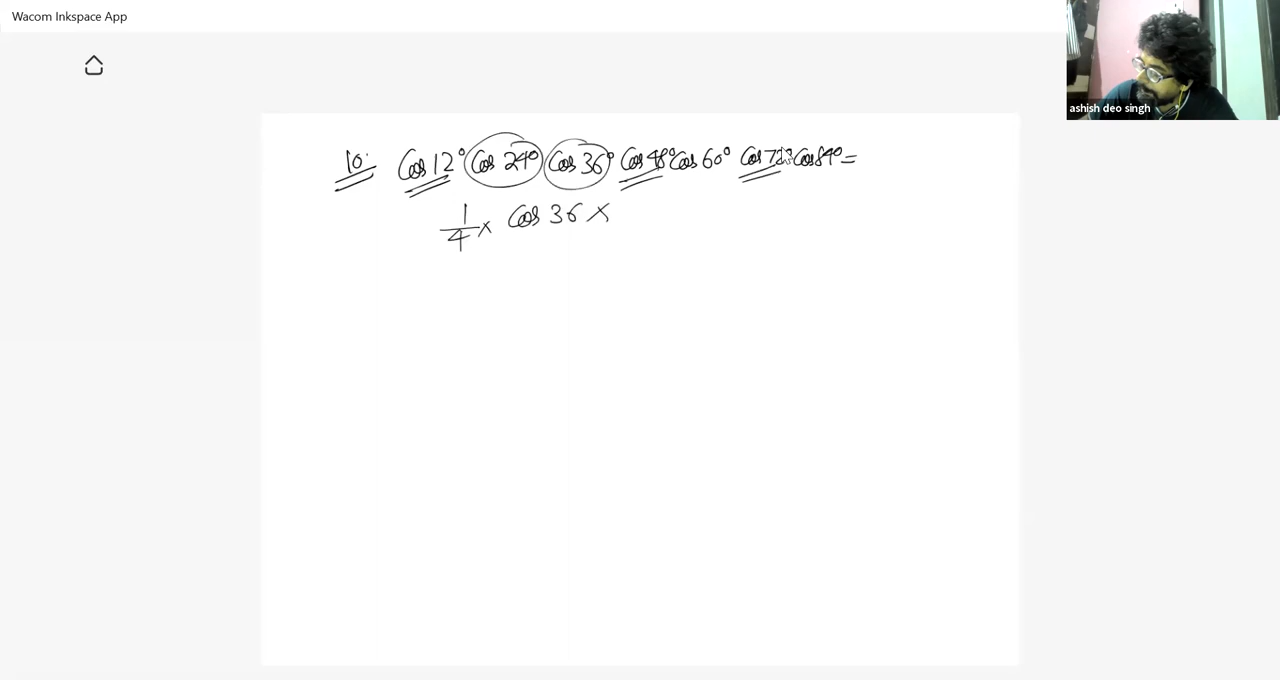 Wacom Inkspace App
ashish deo singh
10. Cos 12° Cos 24° Cos 36° Cos 48° Cos 60° Cos 72° Cos 84° =
1/4 × Cos 36 ×